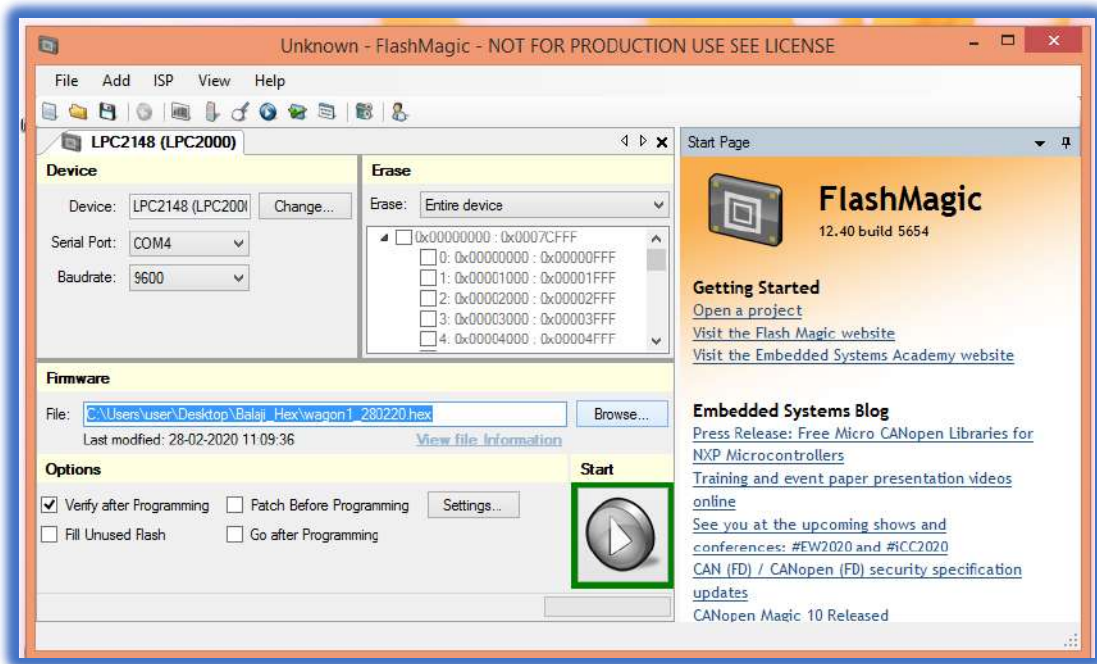 Unknown - FlashMagic - NOT FOR PRODUCTION USE SEE LICENSE
File Add ISP View Help
LPC2148 (LPC2000)
Device
Device: LPC2148 (LPC200 Change...
Serial Port: COM4
Baudrate: 9600
Erase
Erase: Entire device
0x00000000 : 0x0007CFFF
0: 0x00000000 : 0x00000FFF
1: 0x00001000 : 0x00001FFF
2: 0x00002000 : 0x00002FFF
3: 0x00003000 : 0x00003FFF
4: 0x00004000 : 0x00004FFF
Firmware
File: C:\Users\user\Desktop\Balaji_Hex\wagon1_280220.hex Browse...
Last modified: 28-02-2020 11:09:36 View file Information
Options
Verify after Programming Patch Before Programming Settings...
Fill Unused Flash Go after Programming
Start
Start Page
FlashMagic
12.40 build 5654
Getting Started
Open a project
Visit the Flash Magic website
Visit the Embedded Systems Academy website
Embedded Systems Blog
Press Release: Free Micro CANopen Libraries for
NXP Microcontrollers
Training and event paper presentation videos
online
See you at the upcoming shows and
conferences: #EW2020 and #iCC2020
CAN (FD) / CANopen (FD) security specification
updates
CANopen Magic 10 Released